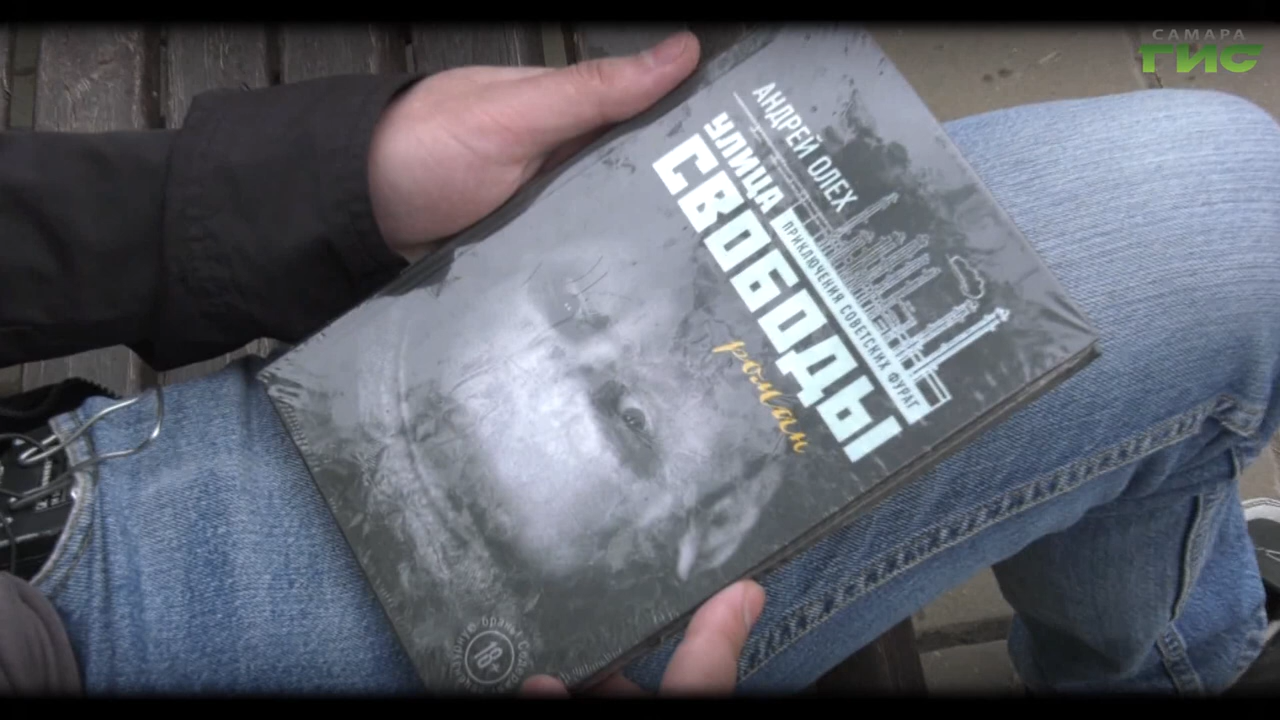 САМАРА
ГИС
АНДРЕЙ ОЛЕХ
УЛИЦА
СВОБОДЫ
ПРИКЛЮЧЕНИЯ СОВЕТСКИХ ФУРАГ
роман
18+